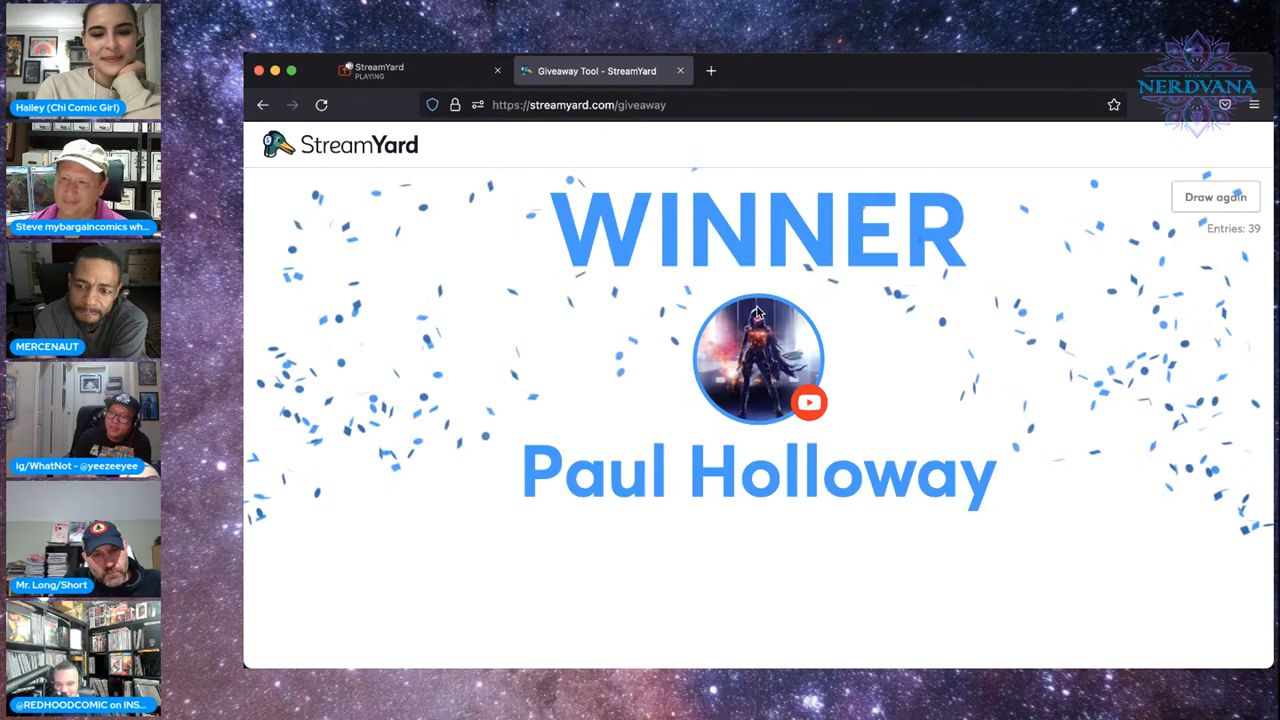 Hailey (Chi Comic Girl)
Steve mybargaincomics wh...
MERCENAUT
ig/WhatNot - @yeezeeyee
Mr. Long/Short
@REDHOODCOMIC on INS...
StreamYard
PLAYING
Giveaway Tool - StreamYard
https://streamyard.com/giveaway
NERDVANA
StreamYard
WINNER
Draw again
Entries: 39
Paul Holloway